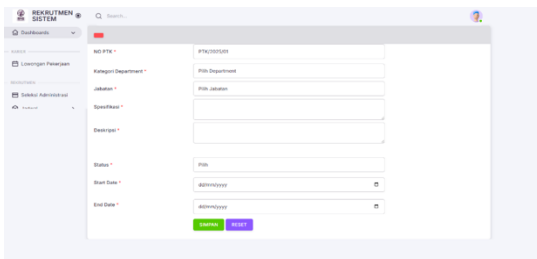 REKRUTMEN
SISTEM
Search...
Dashboards
Lowongan Pekerjaan
Seleksi Administrasi
Jadwal
NO PTK *
PTK/2021/01
Kategori Department *
Pilih Department
Jabatan *
Pilih Jabatan
Spesifikasi *
Deskripsi *
Status *
Pilih
Start Date *
dd/mm/yyyy
End Date *
dd/mm/yyyy
SIMPAN
RESET